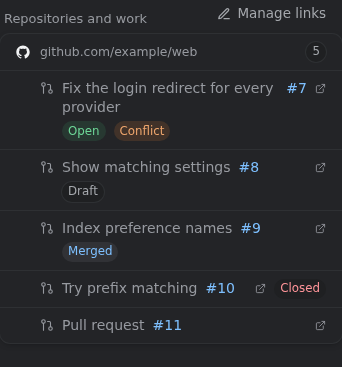 Repositories and work
Manage links
github.com/example/web 5
Fix the login redirect for every #7
provider
Open Conflict
Show matching settings #8
Draft
Index preference names #9
Merged
Try prefix matching #10 Closed
Pull request #11